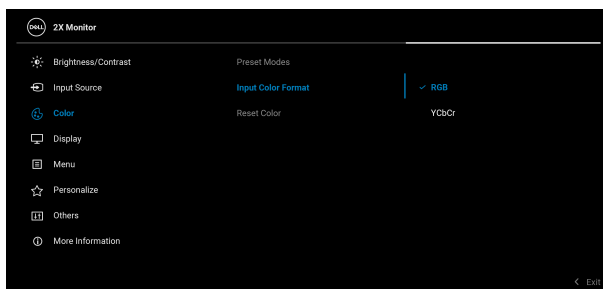 DELL
2X Monitor
Brightness/Contrast
Preset Modes
Input Source
Input Color Format
RGB
Color
Reset Color
YCbCr
Display
Menu
Personalize
Others
More Information
Exit